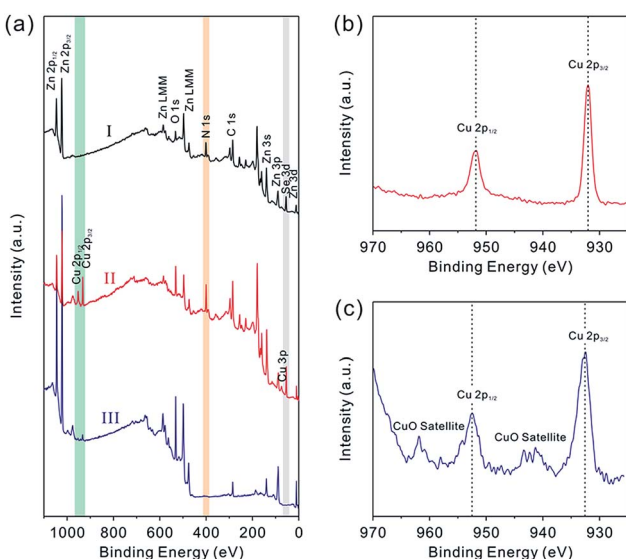 (a)
Zn 2p1/2
Zn 2p3/2
I
Zn LMM
O 1s
Zn LMM
N 1s
C 1s
Zn 3s
Zn 3p
Se 3d
Zn 3d
Cu 2p1/2
Cu 2p3/2
II
Cu 3p
III
Intensity (a.u.)
1000 800 600 400 200 0
Binding Energy (eV)
(b)
Cu 2p3/2
Cu 2p1/2
Intensity (a.u.)
970 960 950 940 930
Binding Energy (eV)
(c)
Cu 2p3/2
Cu 2p1/2
CuO Satellite
CuO Satellite
Intensity (a.u.)
970 960 950 940 930
Binding Energy (eV)